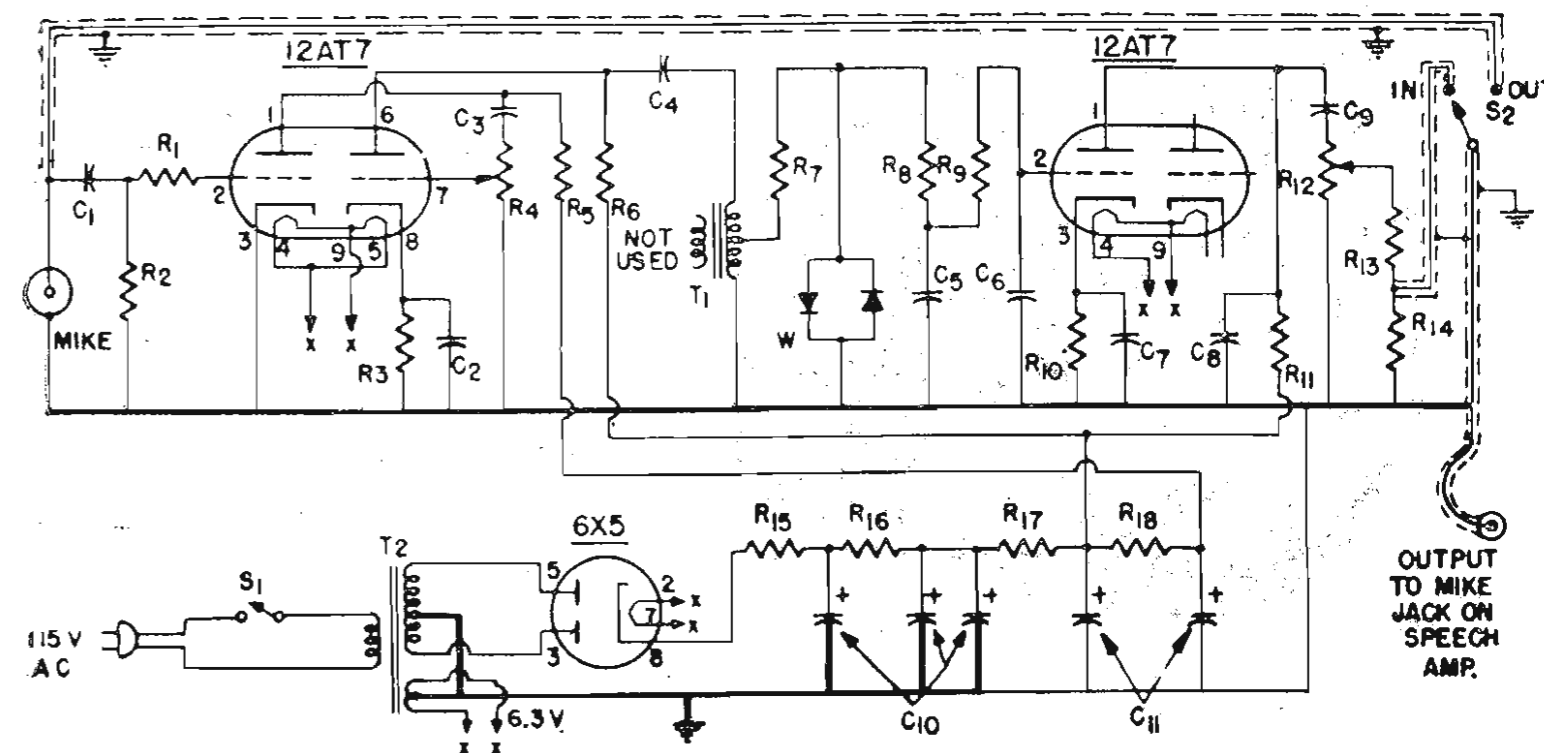 12AT7
12AT7
IN
OUT
S2
1
6
C4
1
C9
C3
R1
R7
R8
R9
2
7
2
R12
C1
R4
R5
R6
NOT
USED
R2
3
4
9
5
8
3
4
9
R13
T1
C5
C6
MIKE
X
X
W
X
X
R14
R3
C2
R10
C7
C8
R11
R15
R16
R17
R18
6X5
T2
5
2
X
S1
7
X
+
+
+
+
+
OUTPUT
TO MIKE
JACK ON
SPEECH
AMP.
115 V
AC
3
8
6.3 V
C10
C11
X
X